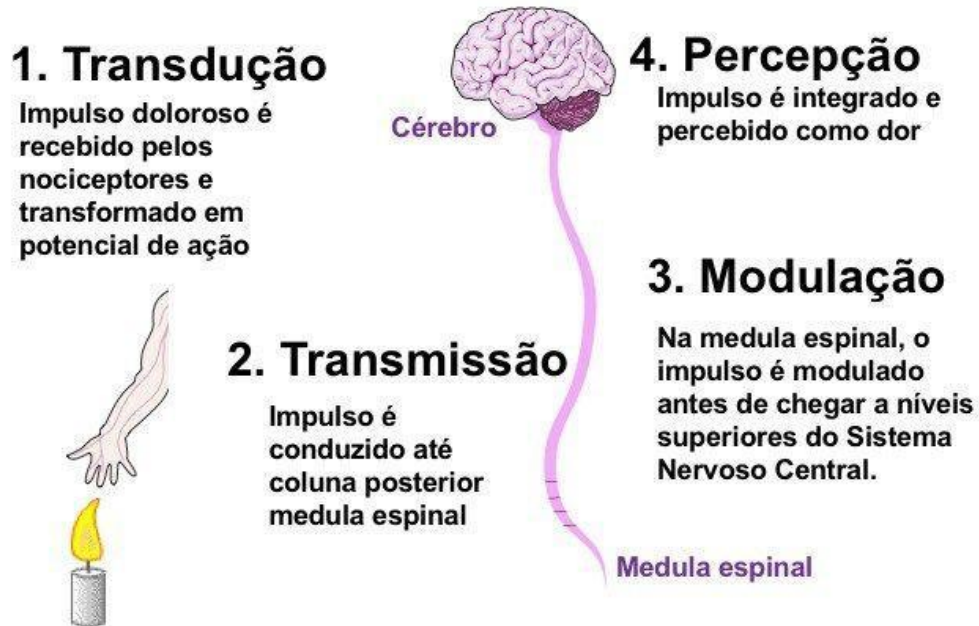 1. Transdução
Impulso doloroso é
recebido pelos
nociceptores e
transformado em
potencial de ação
2. Transmissão
Impulso é
conduzido até
coluna posterior
medula espinal
3. Modulação
Na medula espinal, o
impulso é modulado
antes de chegar a níveis
superiores do Sistema
Nervoso Central.
4. Percepção
Impulso é integrado e
percebido como dor
Cérebro
Medula espinal